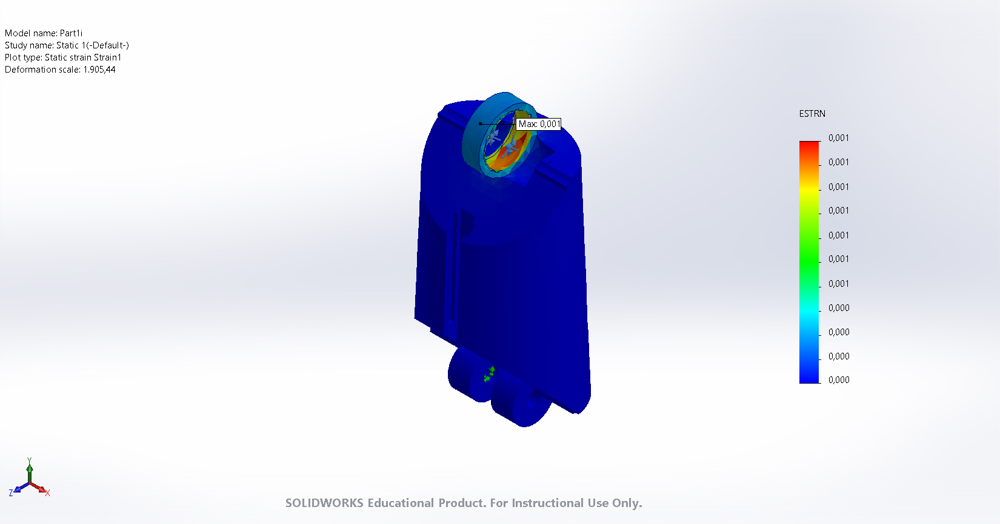 Model name: Part1i
Study name: Static 1(-Default-)
Plot type: Static strain Strain1
Deformation scale: 1.905,44
ESTRN
Max: 0,001
0,001
0,001
0,001
0,001
0,001
0,001
0,001
0,000
0,000
0,000
0,000
Y
Z
X
SOLIDWORKS Educational Product. For Instructional Use Only.